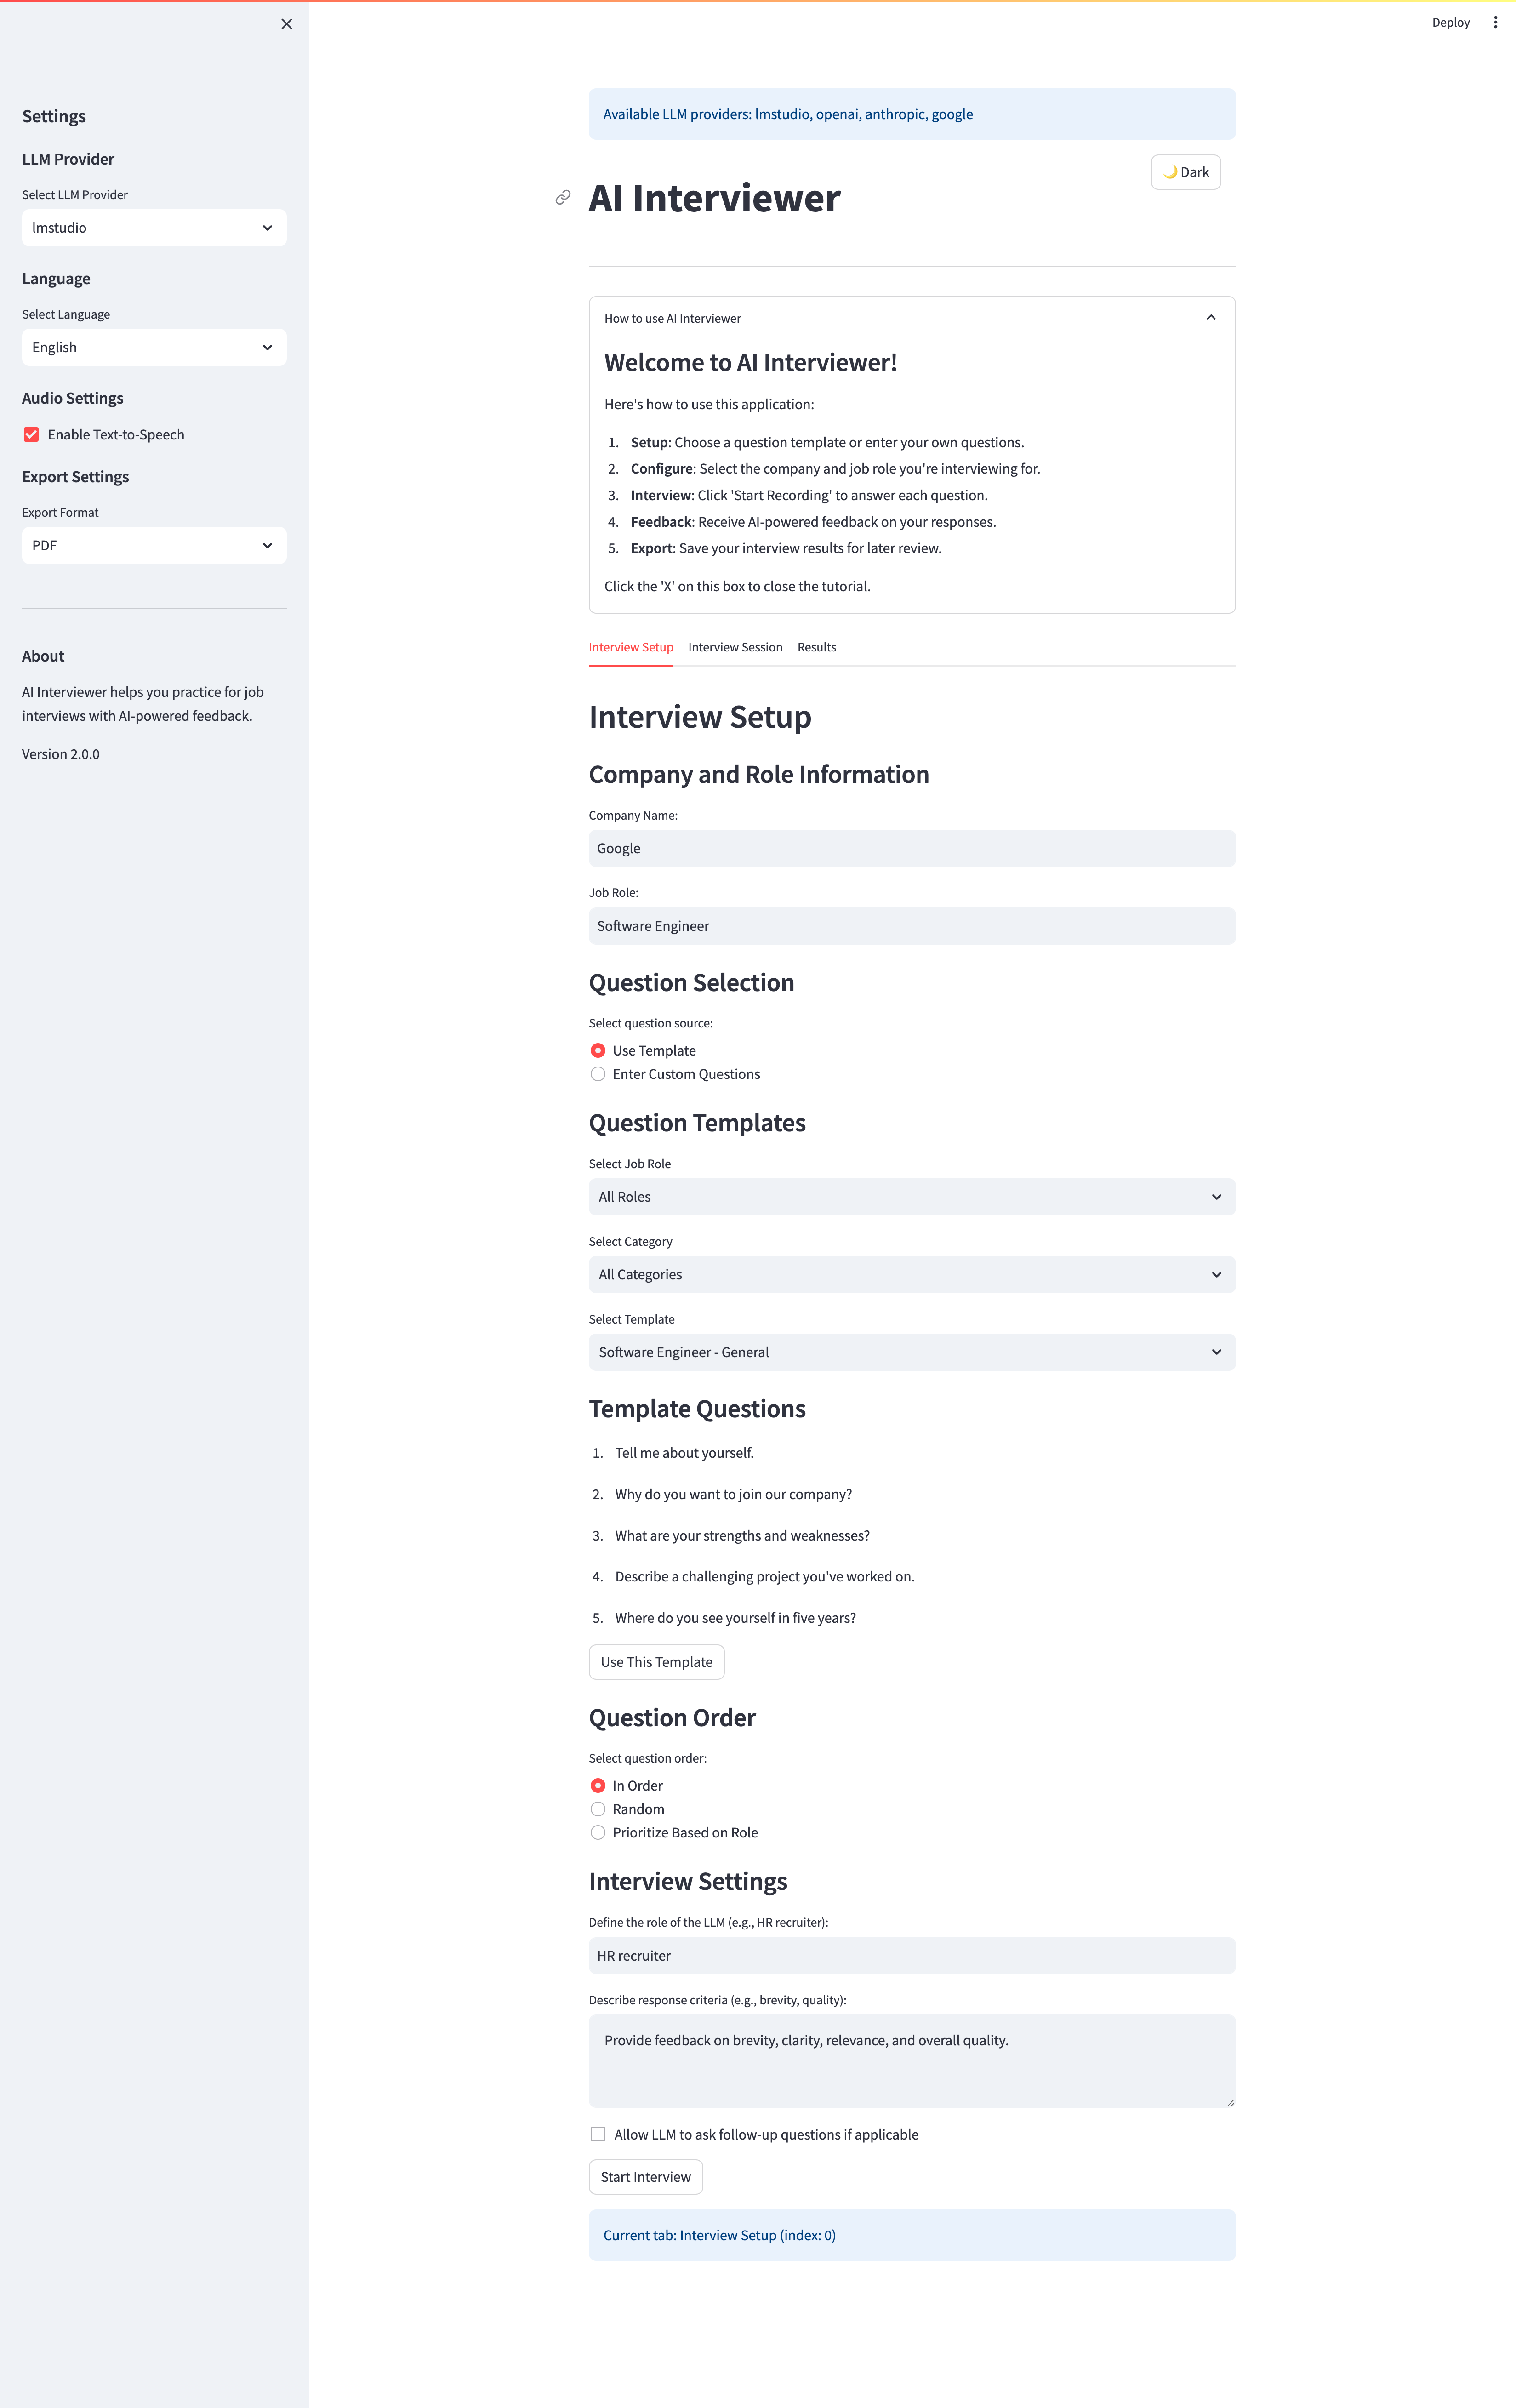 Deploy
Settings
LLM Provider
Select LLM Provider
lmstudio
Language
Select Language
English
Audio Settings
Enable Text-to-Speech
Export Settings
Export Format
PDF
About
AI Interviewer helps you practice for job
interviews with AI-powered feedback.
Version 2.0.0
Available LLM providers: lmstudio, openai, anthropic, google
🌙 Dark
AI Interviewer
How to use AI Interviewer
Welcome to AI Interviewer!
Here's how to use this application:
1. Setup: Choose a question template or enter your own questions.
2. Configure: Select the company and job role you're interviewing for.
3. Interview: Click 'Start Recording' to answer each question.
4. Feedback: Receive AI-powered feedback on your responses.
5. Export: Save your interview results for later review.
Click the 'X' on this box to close the tutorial.
Interview Setup Interview Session Results
Interview Setup
Company and Role Information
Company Name:
Google
Job Role:
Software Engineer
Question Selection
Select question source:
Use Template
Enter Custom Questions
Question Templates
Select Job Role
All Roles
Select Category
All Categories
Select Template
Software Engineer - General
Template Questions
1. Tell me about yourself.
2. Why do you want to join our company?
3. What are your strengths and weaknesses?
4. Describe a challenging project you've worked on.
5. Where do you see yourself in five years?
Use This Template
Question Order
Select question order:
In Order
Random
Prioritize Based on Role
Interview Settings
Define the role of the LLM (e.g., HR recruiter):
HR recruiter
Describe response criteria (e.g., brevity, quality):
Provide feedback on brevity, clarity, relevance, and overall quality.
Allow LLM to ask follow-up questions if applicable
Start Interview
Current tab: Interview Setup (index: 0)